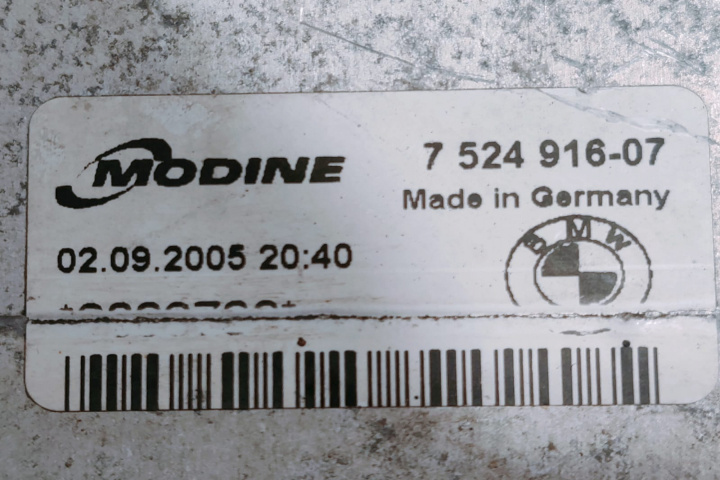 MODINE
7 524 916-07
Made in Germany
BMW
02.09.2005 20:40